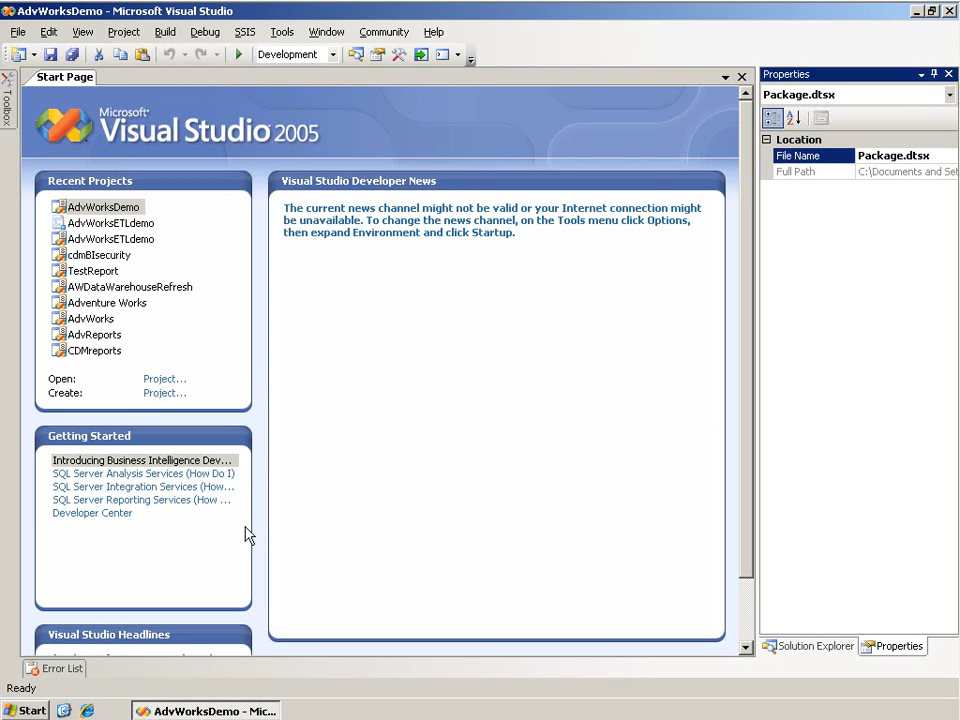 AdvWorksDemo - Microsoft Visual Studio
File Edit View Project Build Debug SSIS Tools Window Community Help
Development
Toolbox
Start Page
Microsoft®
Visual Studio 2005
Recent Projects
AdvWorksDemo
AdvWorksETLdemo
AdvWorksETLdemo
cdmBIsecurity
TestReport
AWDataWarehouseRefresh
Adventure Works
AdvWorks
AdvReports
CDMreports
Open: Project...
Create: Project...
Getting Started
Introducing Business Intelligence Dev...
SQL Server Analysis Services (How Do I)
SQL Server Integration Services (How...
SQL Server Reporting Services (How ...
Developer Center
Visual Studio Headlines
Visual Studio Developer News
The current news channel might not be valid or your Internet connection might
be unavailable. To change the news channel, on the Tools menu click Options,
then expand Environment and click Startup.
Properties
Package.dtsx
Location
File Name Package.dtsx
Full Path C:\Documents and Set
Solution Explorer Properties
Error List
Ready
Start AdvWorksDemo - Mic...